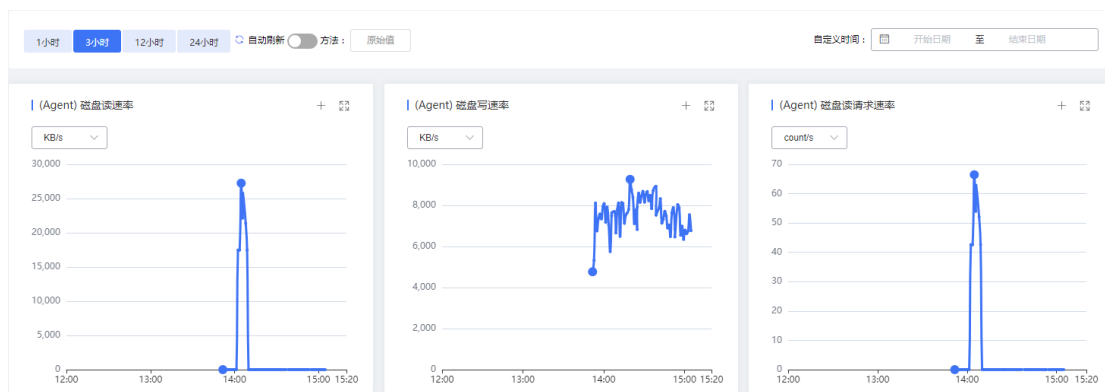 1小时 3小时 12小时 24小时 自动刷新 方法： 原始值 自定义时间： 开始日期 至 结束日期
(Agent) 磁盘读速率
KB/s
30,000
25,000
20,000
15,000
10,000
5,000
0
12:00 13:00 14:00 15:00 15:20
(Agent) 磁盘写速率
KB/s
10,000
8,000
6,000
4,000
2,000
0
12:00 13:00 14:00 15:00 15:20
(Agent) 磁盘读请求速率
count/s
70
60
50
40
30
20
10
0
12:00 13:00 14:00 15:00 15:20